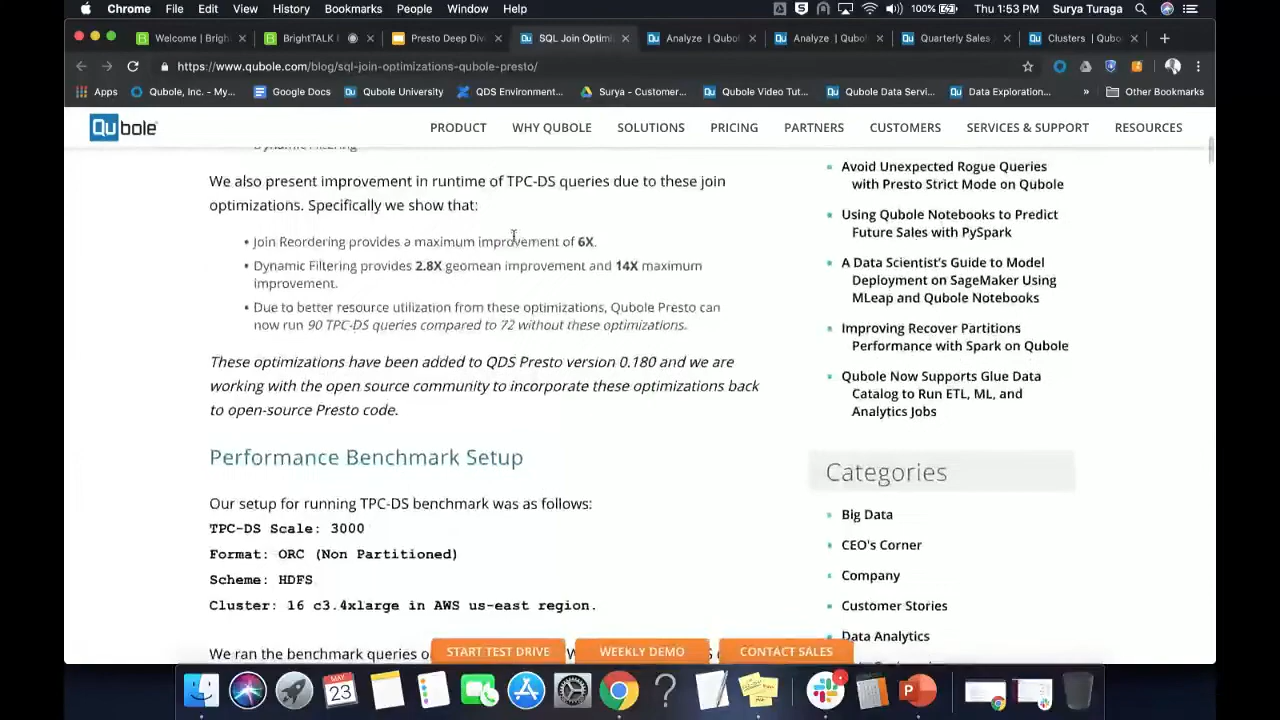 Chrome File Edit View History Bookmarks People Window Help 100% Thu 1:53 PM Surya Turaga
Welcome | Brigh BrightTALK Presto Deep Div SQL Join Optimi Analyze | Qubol Analyze | Qubo Quarterly Sales Clusters | Qubo
https://www.qubole.com/blog/sql-join-optimizations-qubole-presto/
Apps Qubole, Inc. - My... Google Docs Qubole University QDS Environment... Surya - Customer... Qubole Video Tut... Qubole Data Servi... Data Exploration... » Other Bookmarks
Qubole PRODUCT WHY QUBOLE SOLUTIONS PRICING PARTNERS CUSTOMERS SERVICES & SUPPORT RESOURCES
Dynamic Filtering
We also present improvement in runtime of TPC-DS queries due to these join
optimizations. Specifically we show that:
• Join Reordering provides a maximum improvement of 6X.
• Dynamic Filtering provides 2.8X geomean improvement and 14X maximum
improvement.
• Due to better resource utilization from these optimizations, Qubole Presto can
now run 90 TPC-DS queries compared to 72 without these optimizations.
These optimizations have been added to QDS Presto version 0.180 and we are
working with the open source community to incorporate these optimizations back
to open-source Presto code.
Performance Benchmark Setup
Our setup for running TPC-DS benchmark was as follows:
TPC-DS Scale: 3000
Format: ORC (Non Partitioned)
Scheme: HDFS
Cluster: 16 c3.4xlarge in AWS us-east region.
We ran the benchmark queries o
Avoid Unexpected Rogue Queries
with Presto Strict Mode on Qubole
Using Qubole Notebooks to Predict
Future Sales with PySpark
A Data Scientist's Guide to Model
Deployment on SageMaker Using
MLeap and Qubole Notebooks
Improving Recover Partitions
Performance with Spark on Qubole
Qubole Now Supports Glue Data
Catalog to Run ETL, ML, and
Analytics Jobs
Categories
Big Data
CEO's Corner
Company
Customer Stories
Data Analytics
START TEST DRIVE WEEKLY DEMO CONTACT SALES
MAY
23